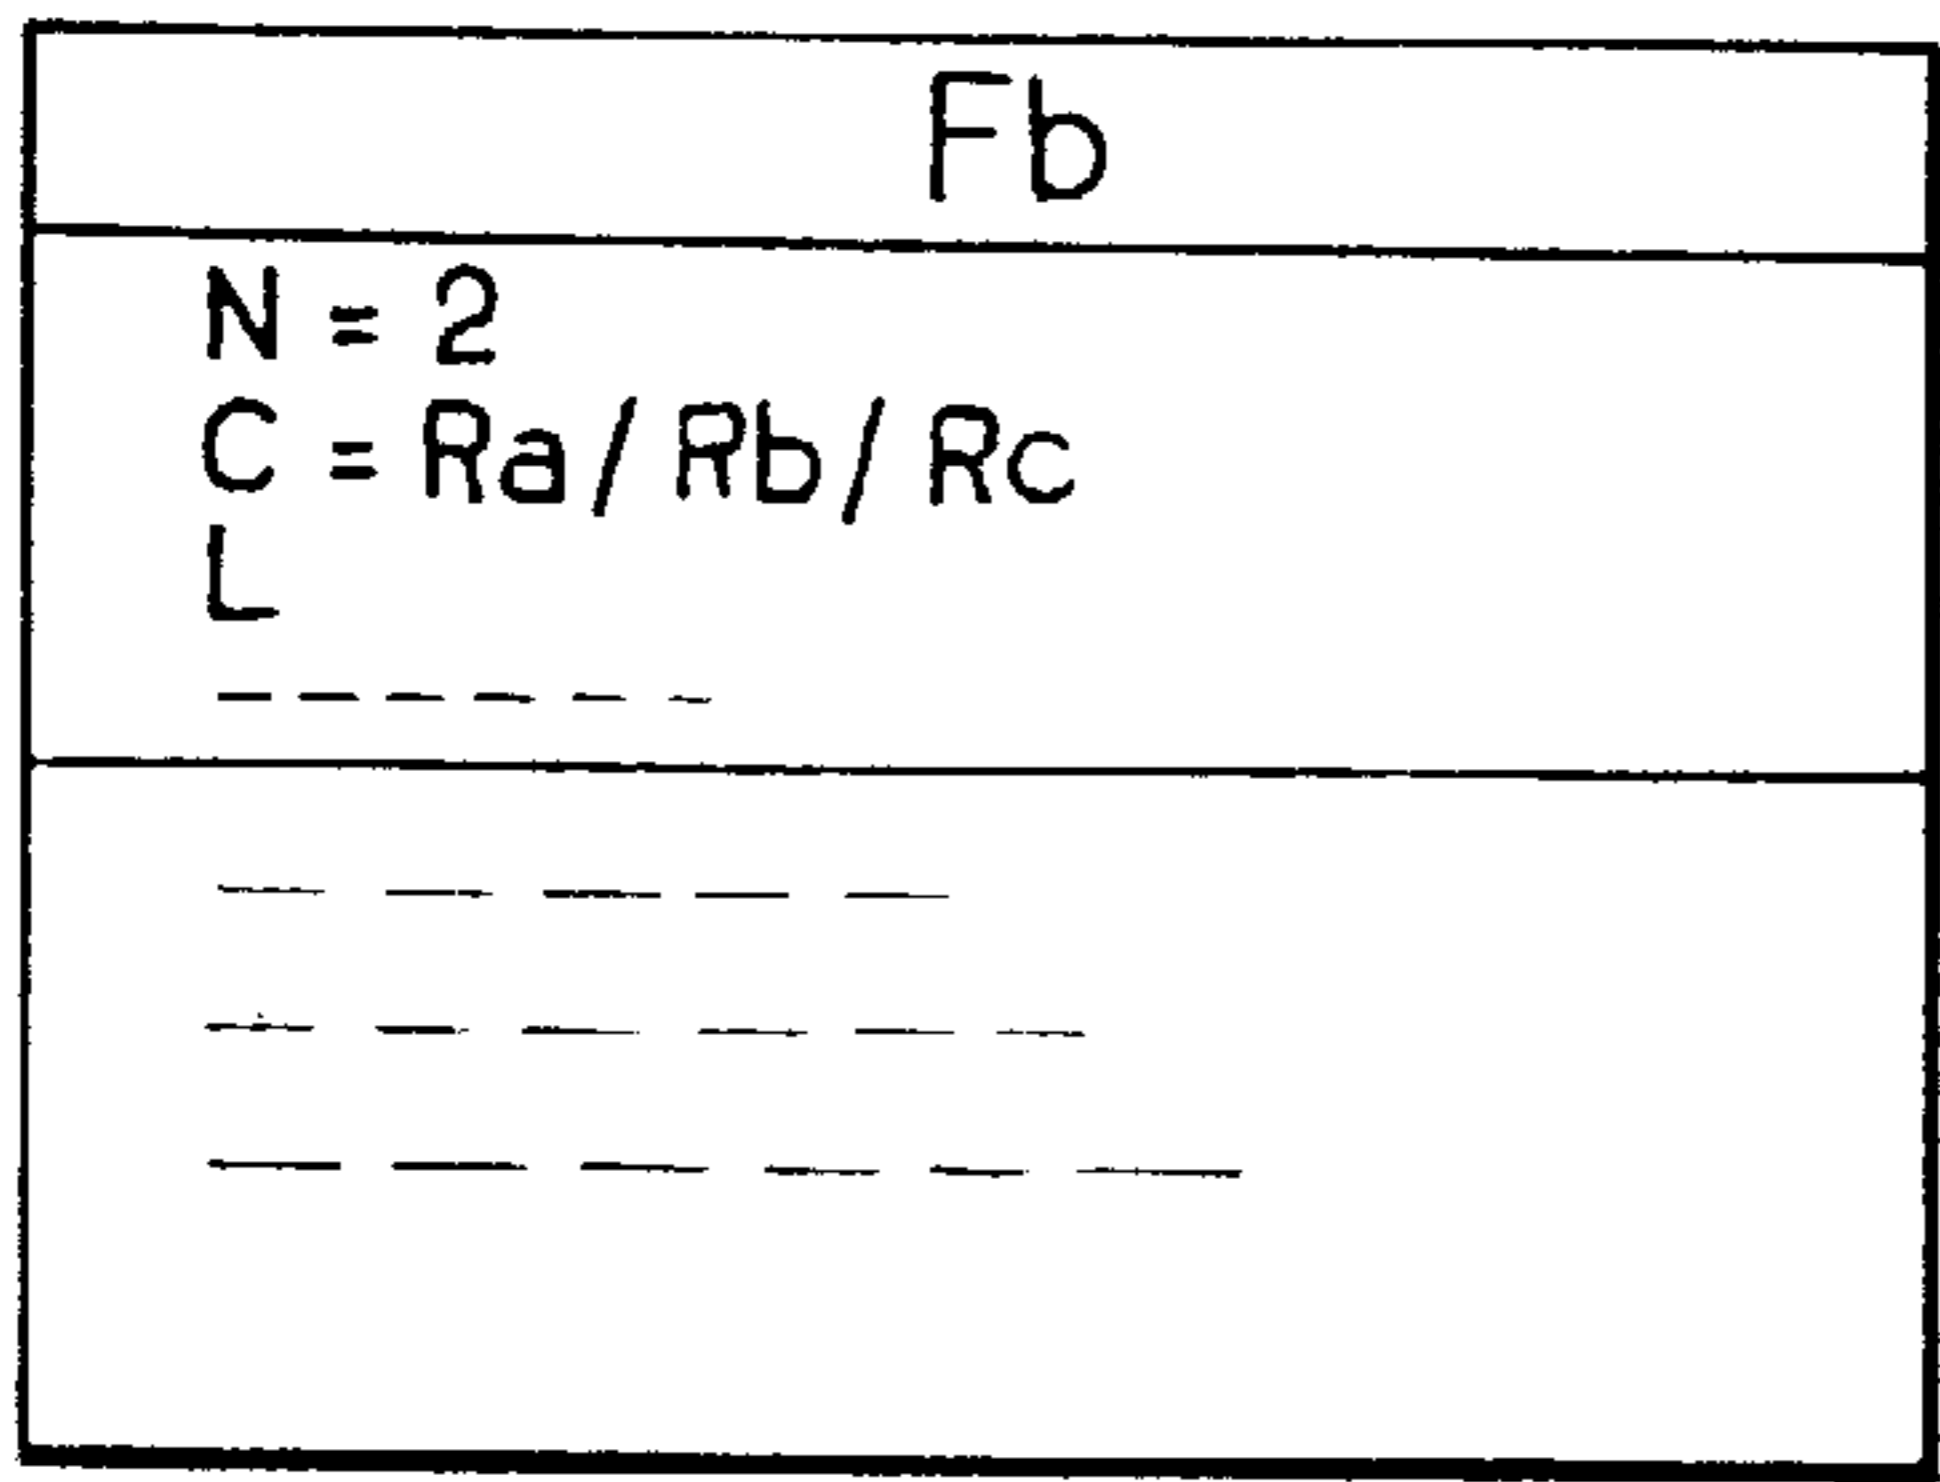 Fb
N = 2
C = Ra/Rb/Rc
L